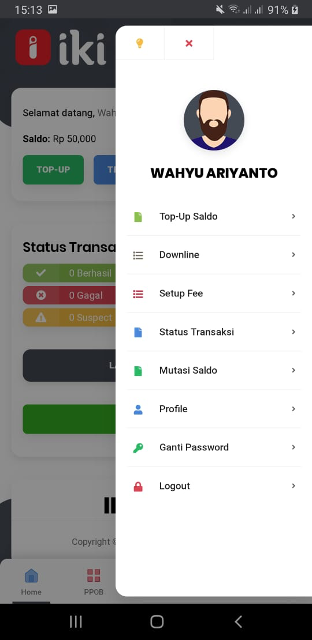 15:13
91%
iki
WAHYU ARIYANTO
Top-Up Saldo
Downline
Setup Fee
Status Transaksi
Mutasi Saldo
Profile
Ganti Password
Logout
Selamat datang, Wah
Saldo: Rp 50,000
TOP-UP
Status Transa
0 Berhasil
0 Gagal
0 Suspect
Copyright ©
Home
PPOB